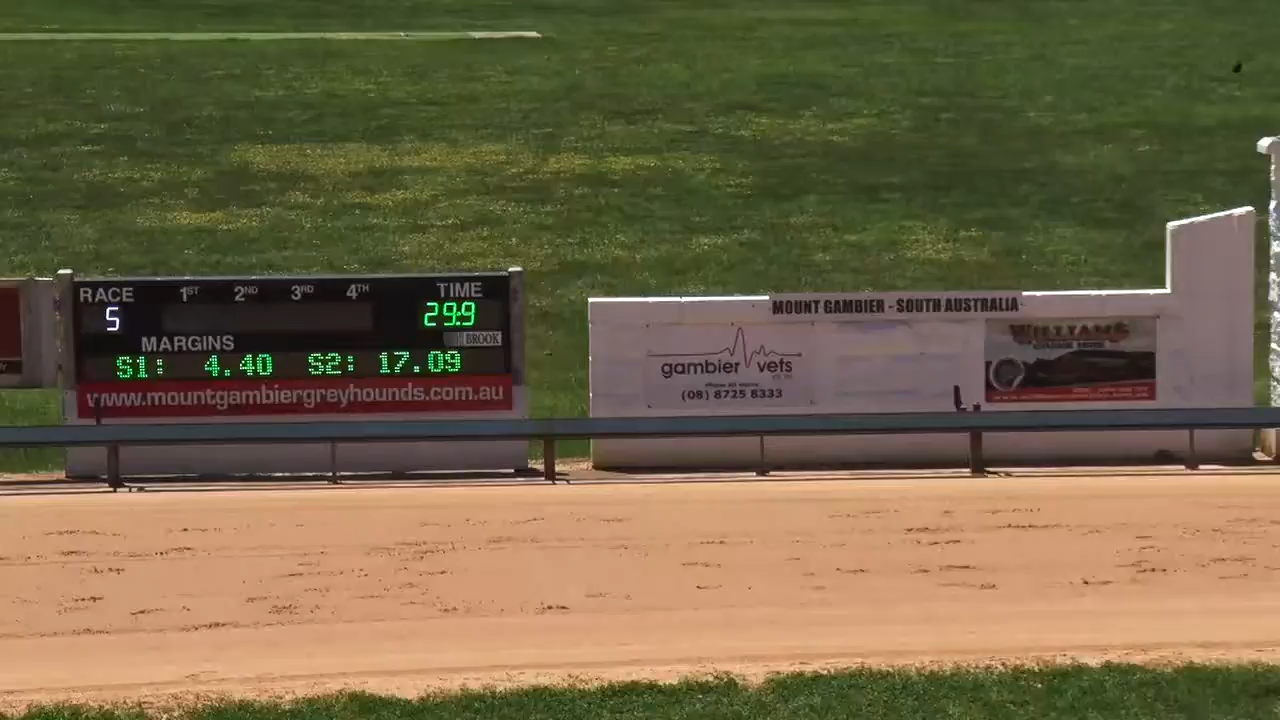 RACE 1ST 2ND 3RD 4TH TIME
5 29:9
MARGINS BROOK
S1: 4.40 S2: 17.09
www.mountgambiergreyhounds.com.au
MOUNT GAMBIER - SOUTH AUSTRALIA
gambier vets
(08) 8725 8333
WILLIAMS